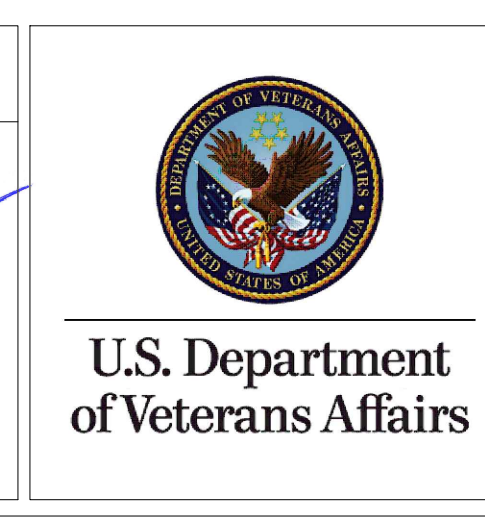 DEPARTMENT OF VETERANS AFFAIRS
UNITED STATES OF AMERICA
U.S. Department
of Veterans Affairs